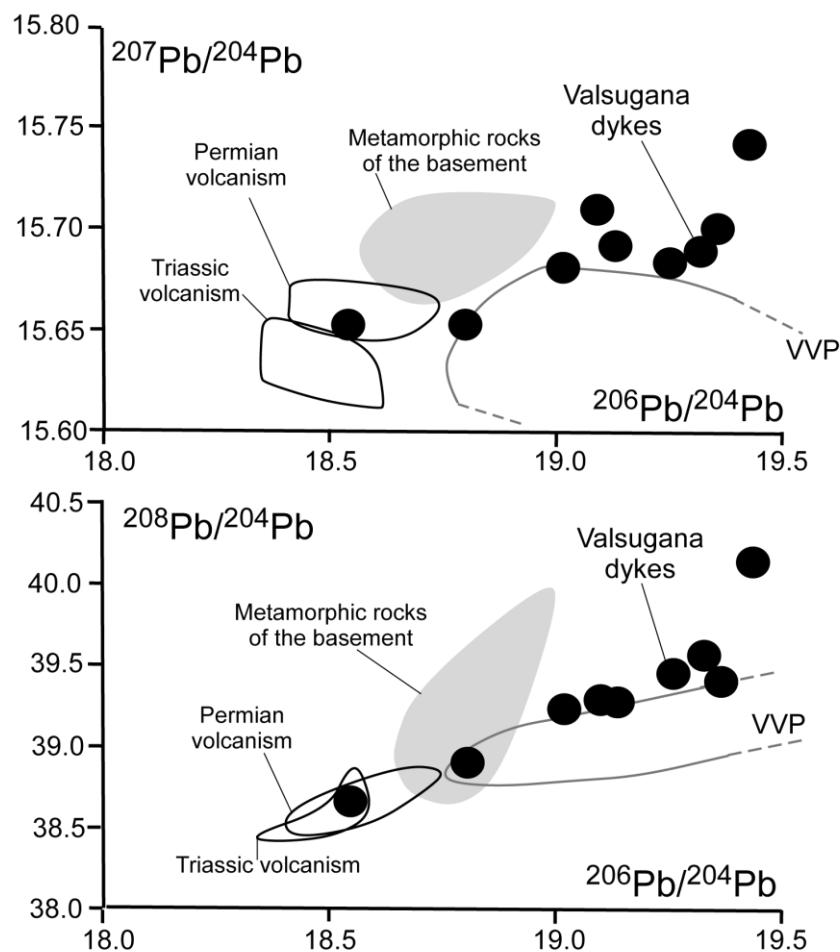 15.80
²⁰⁷Pb/²⁰⁴Pb
Valsugana
dykes
15.75
Metamorphic rocks
of the basement
Permian
volcanism
15.70
Triassic
volcanism
15.65
VVP
²⁰⁶Pb/²⁰⁴Pb
15.60
18.0
18.5
19.0
19.5
40.5
²⁰⁸Pb/²⁰⁴Pb
Valsugana
dykes
40.0
Metamorphic rocks
of the basement
39.5
Permian
volcanism
VVP
39.0
38.5
Triassic volcanism
²⁰⁶Pb/²⁰⁴Pb
38.0
18.0
18.5
19.0
19.5